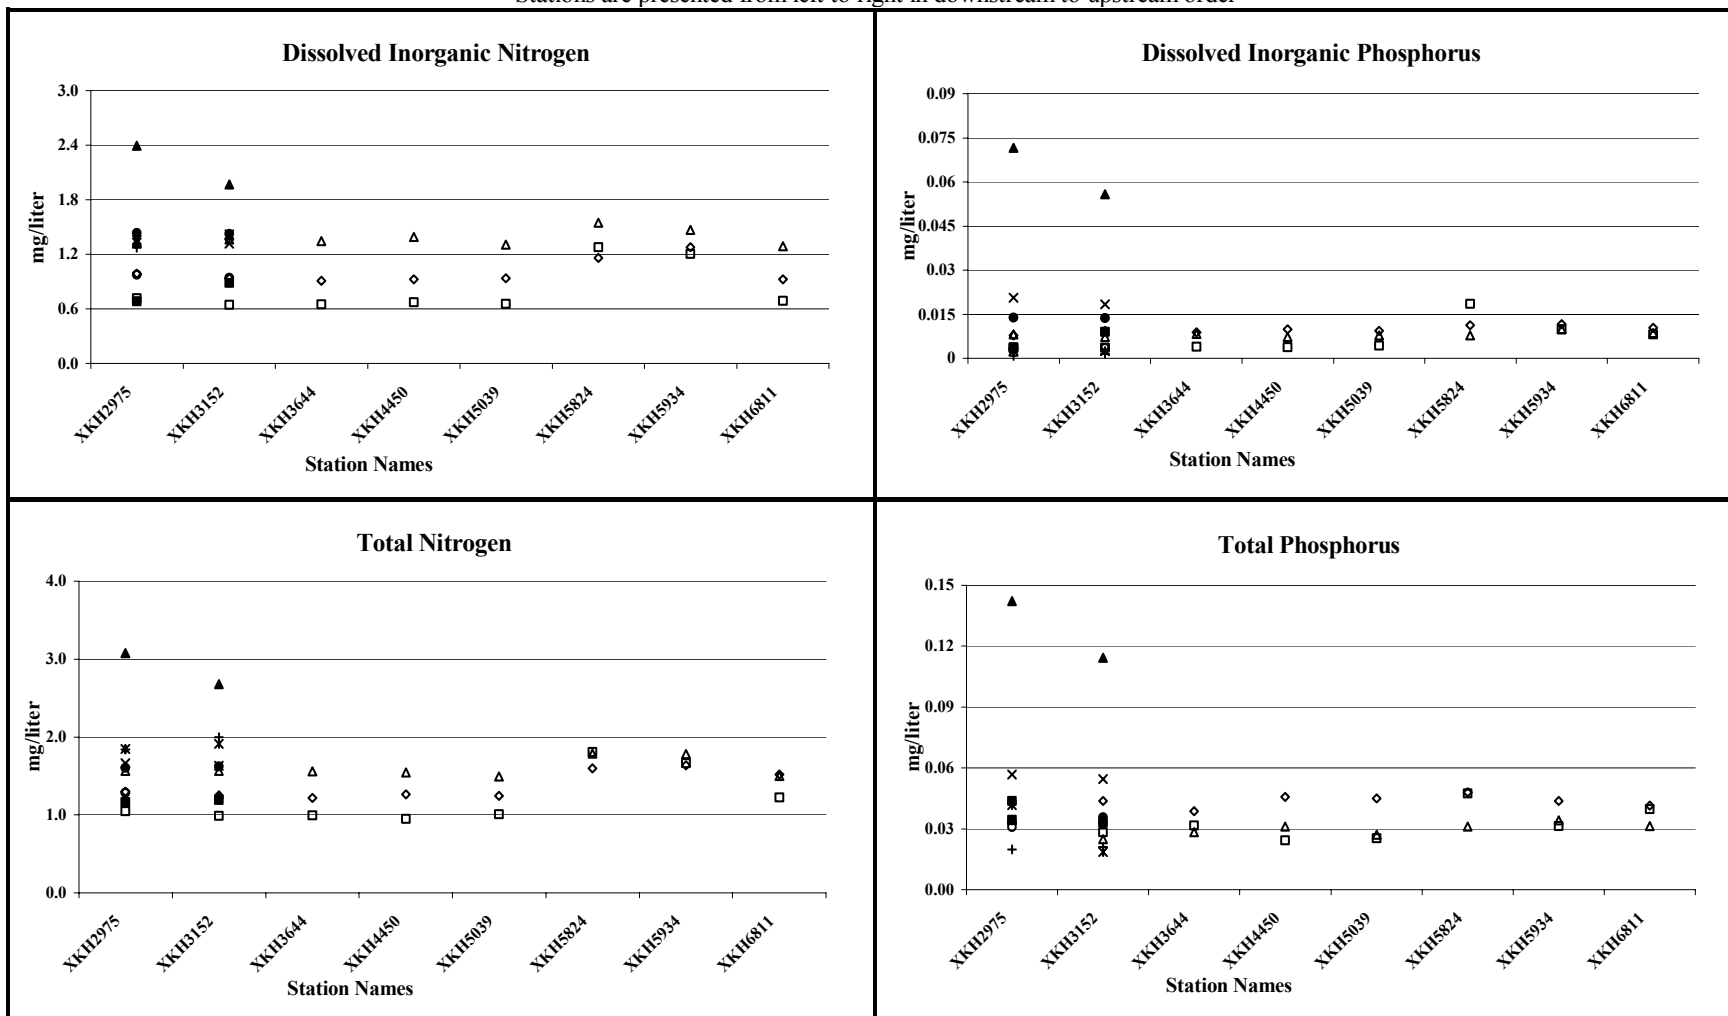 Stations are presented from left to right in downstream to upstream order
Dissolved Inorganic Nitrogen
3.0
2.4
1.8
1.2
0.6
0.0
mg/liter
XKH2975
XKH3152
XKH3644
XKH4450
XKH5039
XKH5824
XKH5934
XKH6811
Station Names
Dissolved Inorganic Phosphorus
0.09
0.075
0.06
0.045
0.03
0.015
0
mg/liter
XKH2975
XKH3152
XKH3644
XKH4450
XKH5039
XKH5824
XKH5934
XKH6811
Station Names
Total Nitrogen
4.0
3.0
2.0
1.0
0.0
mg/liter
XKH2975
XKH3152
XKH3644
XKH4450
XKH5039
XKH5824
XKH5934
XKH6811
Station Names
Total Phosphorus
0.15
0.12
0.09
0.06
0.03
0.00
mg/liter
XKH2975
XKH3152
XKH3644
XKH4450
XKH5039
XKH5824
XKH5934
XKH6811
Station Names